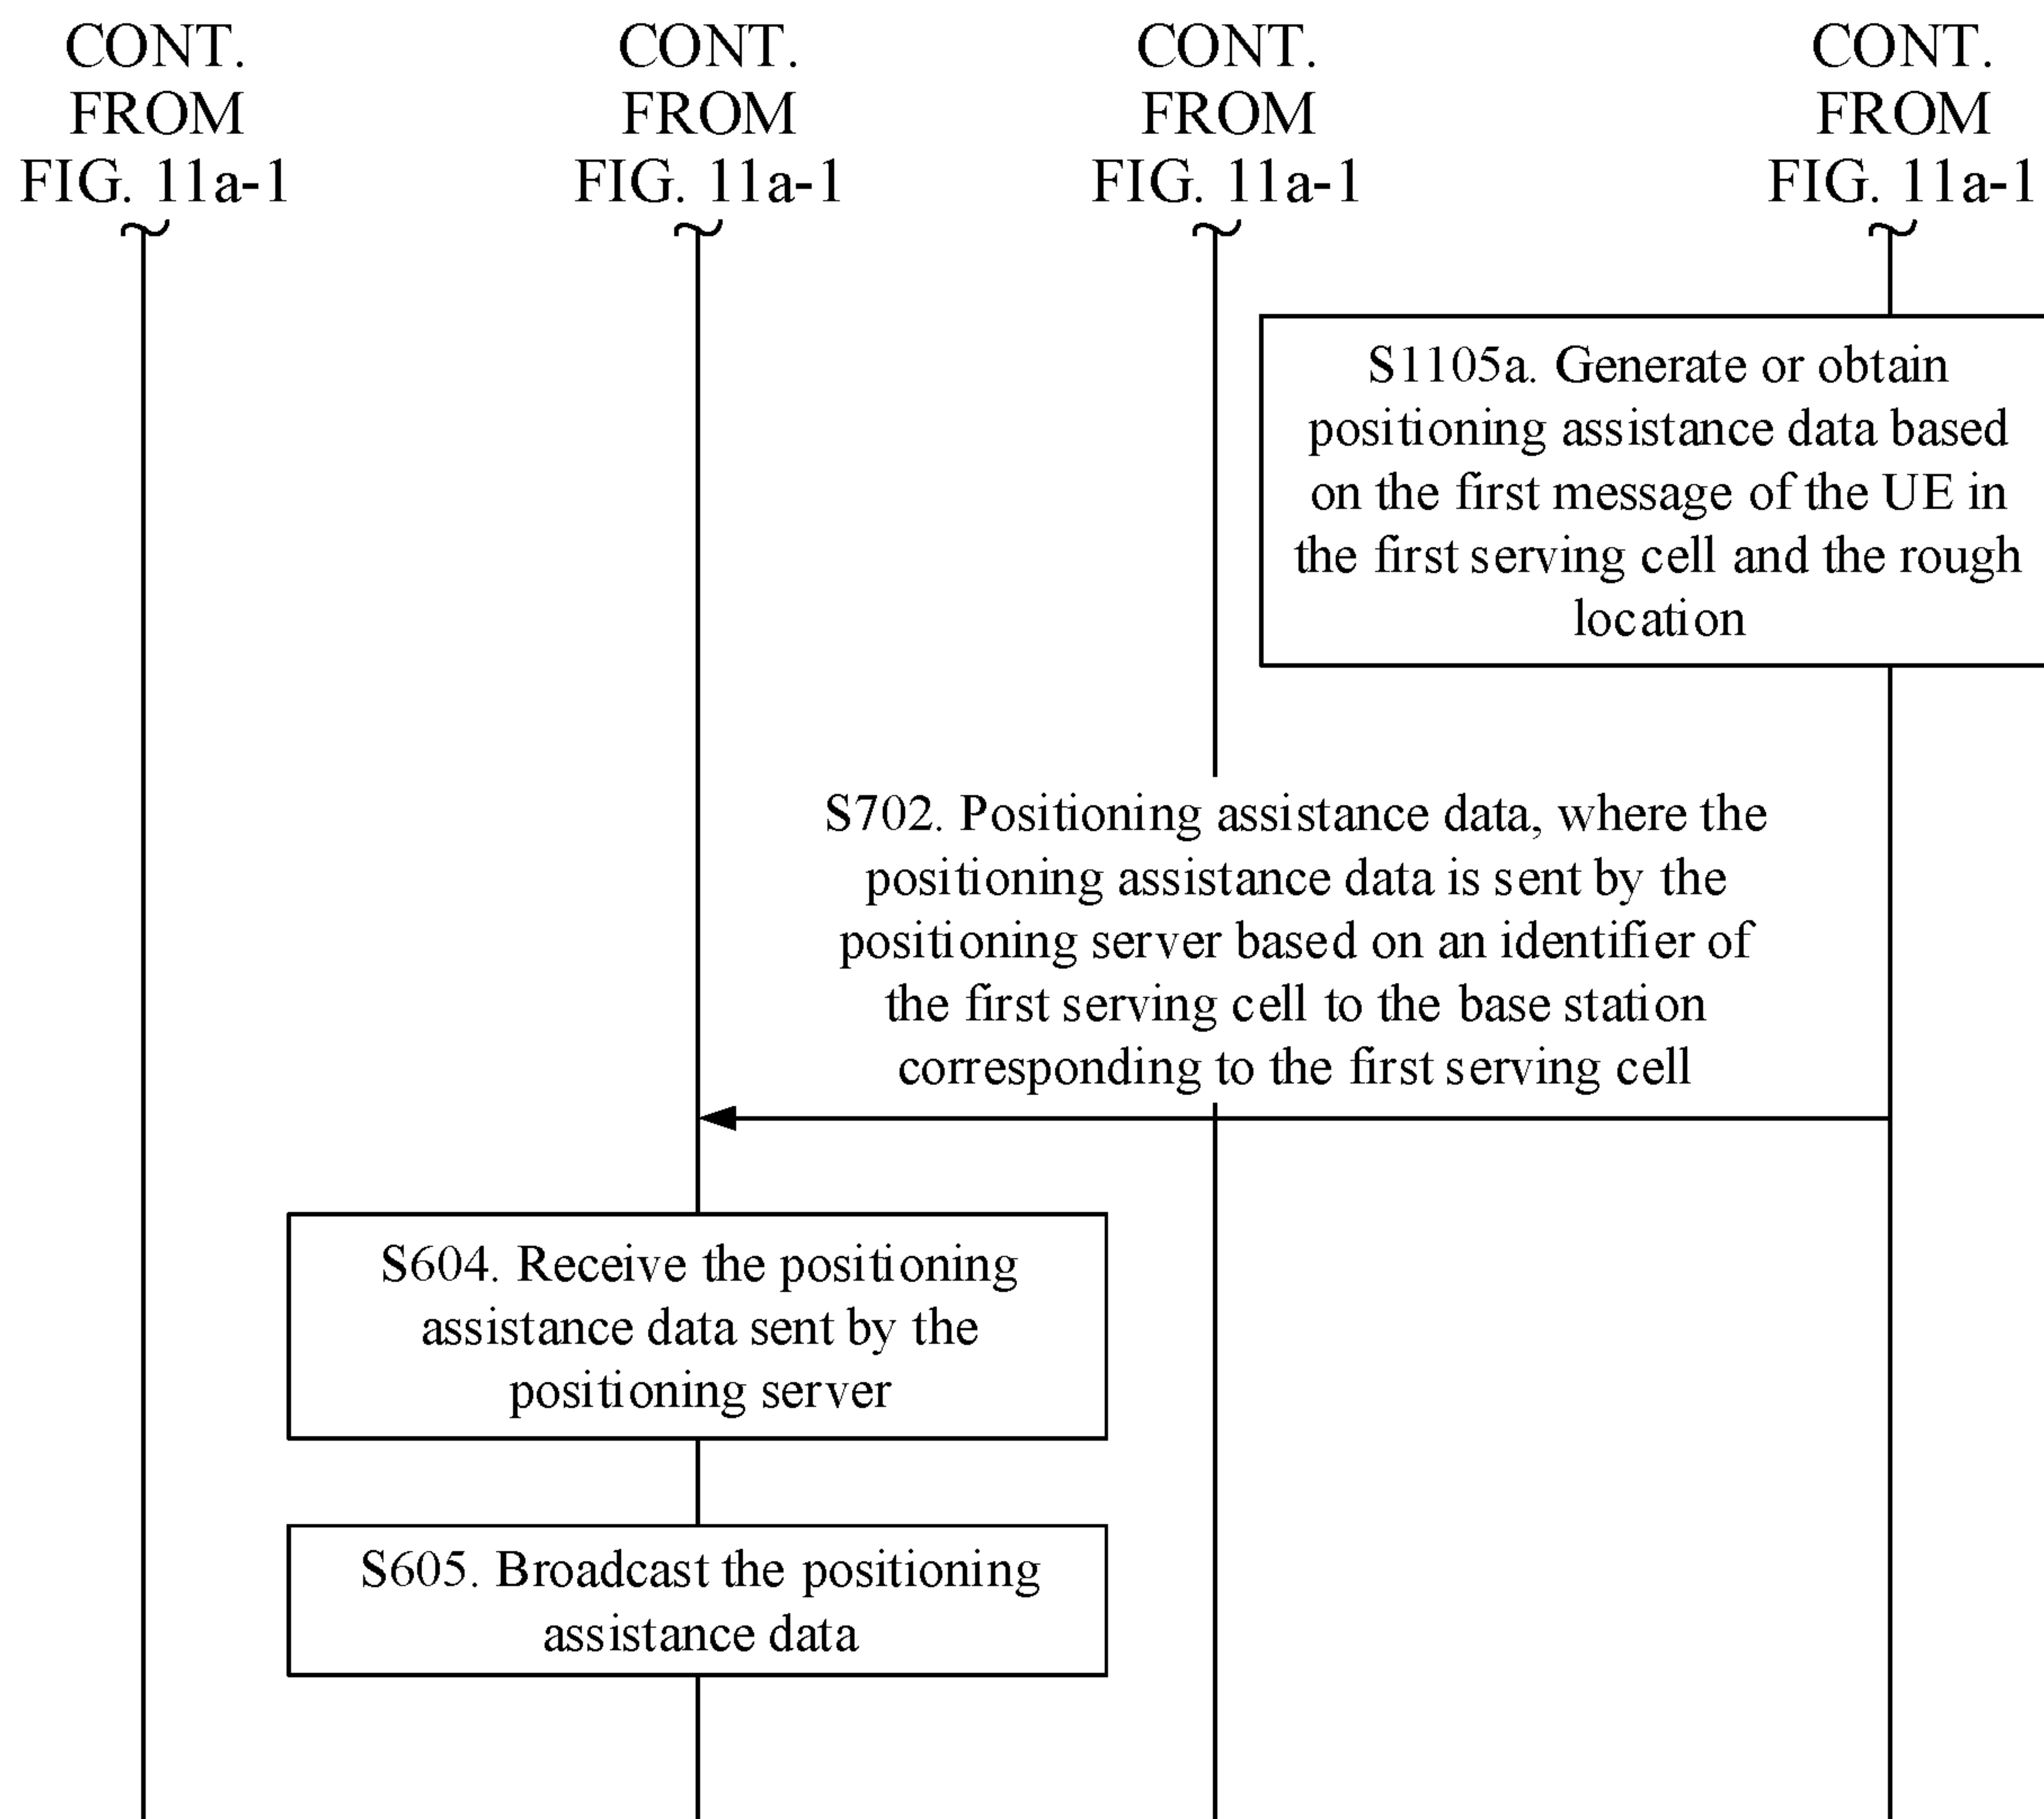 CONT.
FROM
FIG. 11a-1
CONT.
FROM
FIG. 11a-1
CONT.
FROM
FIG. 11a-1
CONT.
FROM
FIG. 11a-1
S1105a. Generate or obtain
positioning assistance data based
on the first message of the UE in
the first serving cell and the rough
location
S702. Positioning assistance data, where the
positioning assistance data is sent by the
positioning server based on an identifier of
the first serving cell to the base station
corresponding to the first serving cell
S604. Receive the positioning
assistance data sent by the
positioning server
S605. Broadcast the positioning
assistance data